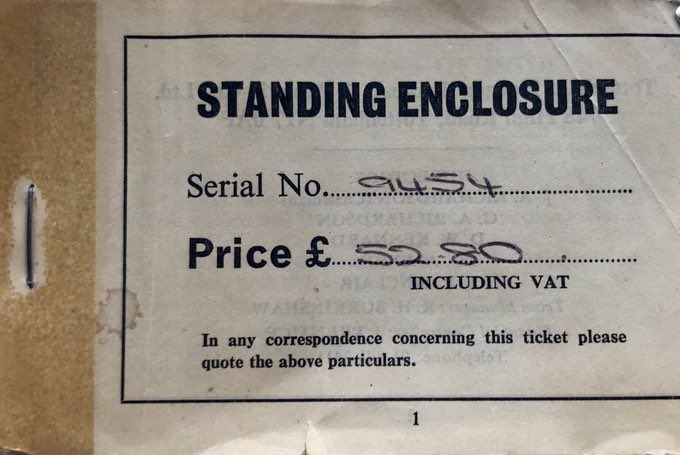 STANDING ENCLOSURE
Serial No. 9454
Price £ 52.80
INCLUDING VAT
In any correspondence concerning this ticket please
quote the above particulars.
1